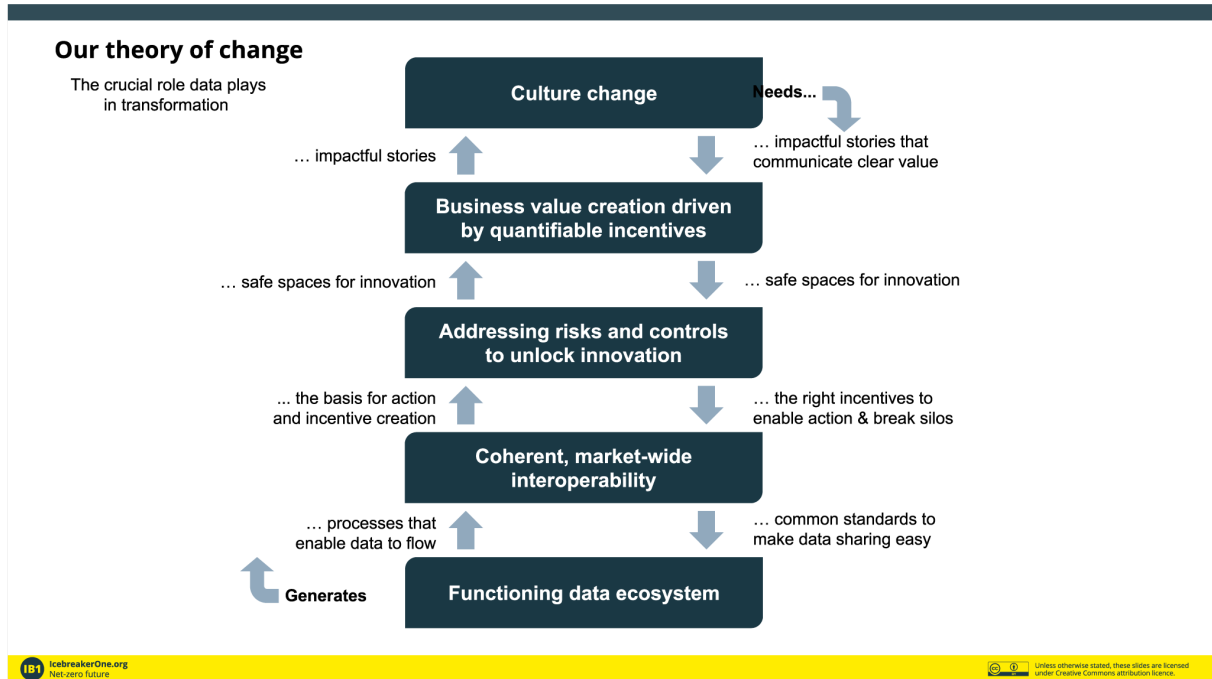 Our theory of change
The crucial role data plays
in transformation
Culture change
Needs...
… impactful stories
… impactful stories that
communicate clear value
Business value creation driven
by quantifiable incentives
… safe spaces for innovation
… safe spaces for innovation
Addressing risks and controls
to unlock innovation
... the basis for action
and incentive creation
… the right incentives to
enable action & break silos
Coherent, market-wide
interoperability
… processes that
enable data to flow
… common standards to
make data sharing easy
Generates
Functioning data ecosystem
IB1
IcebreakerOne.org
Net-zero future
cc
BY
Unless otherwise stated, these slides are licensed
under Creative Commons attribution licence.